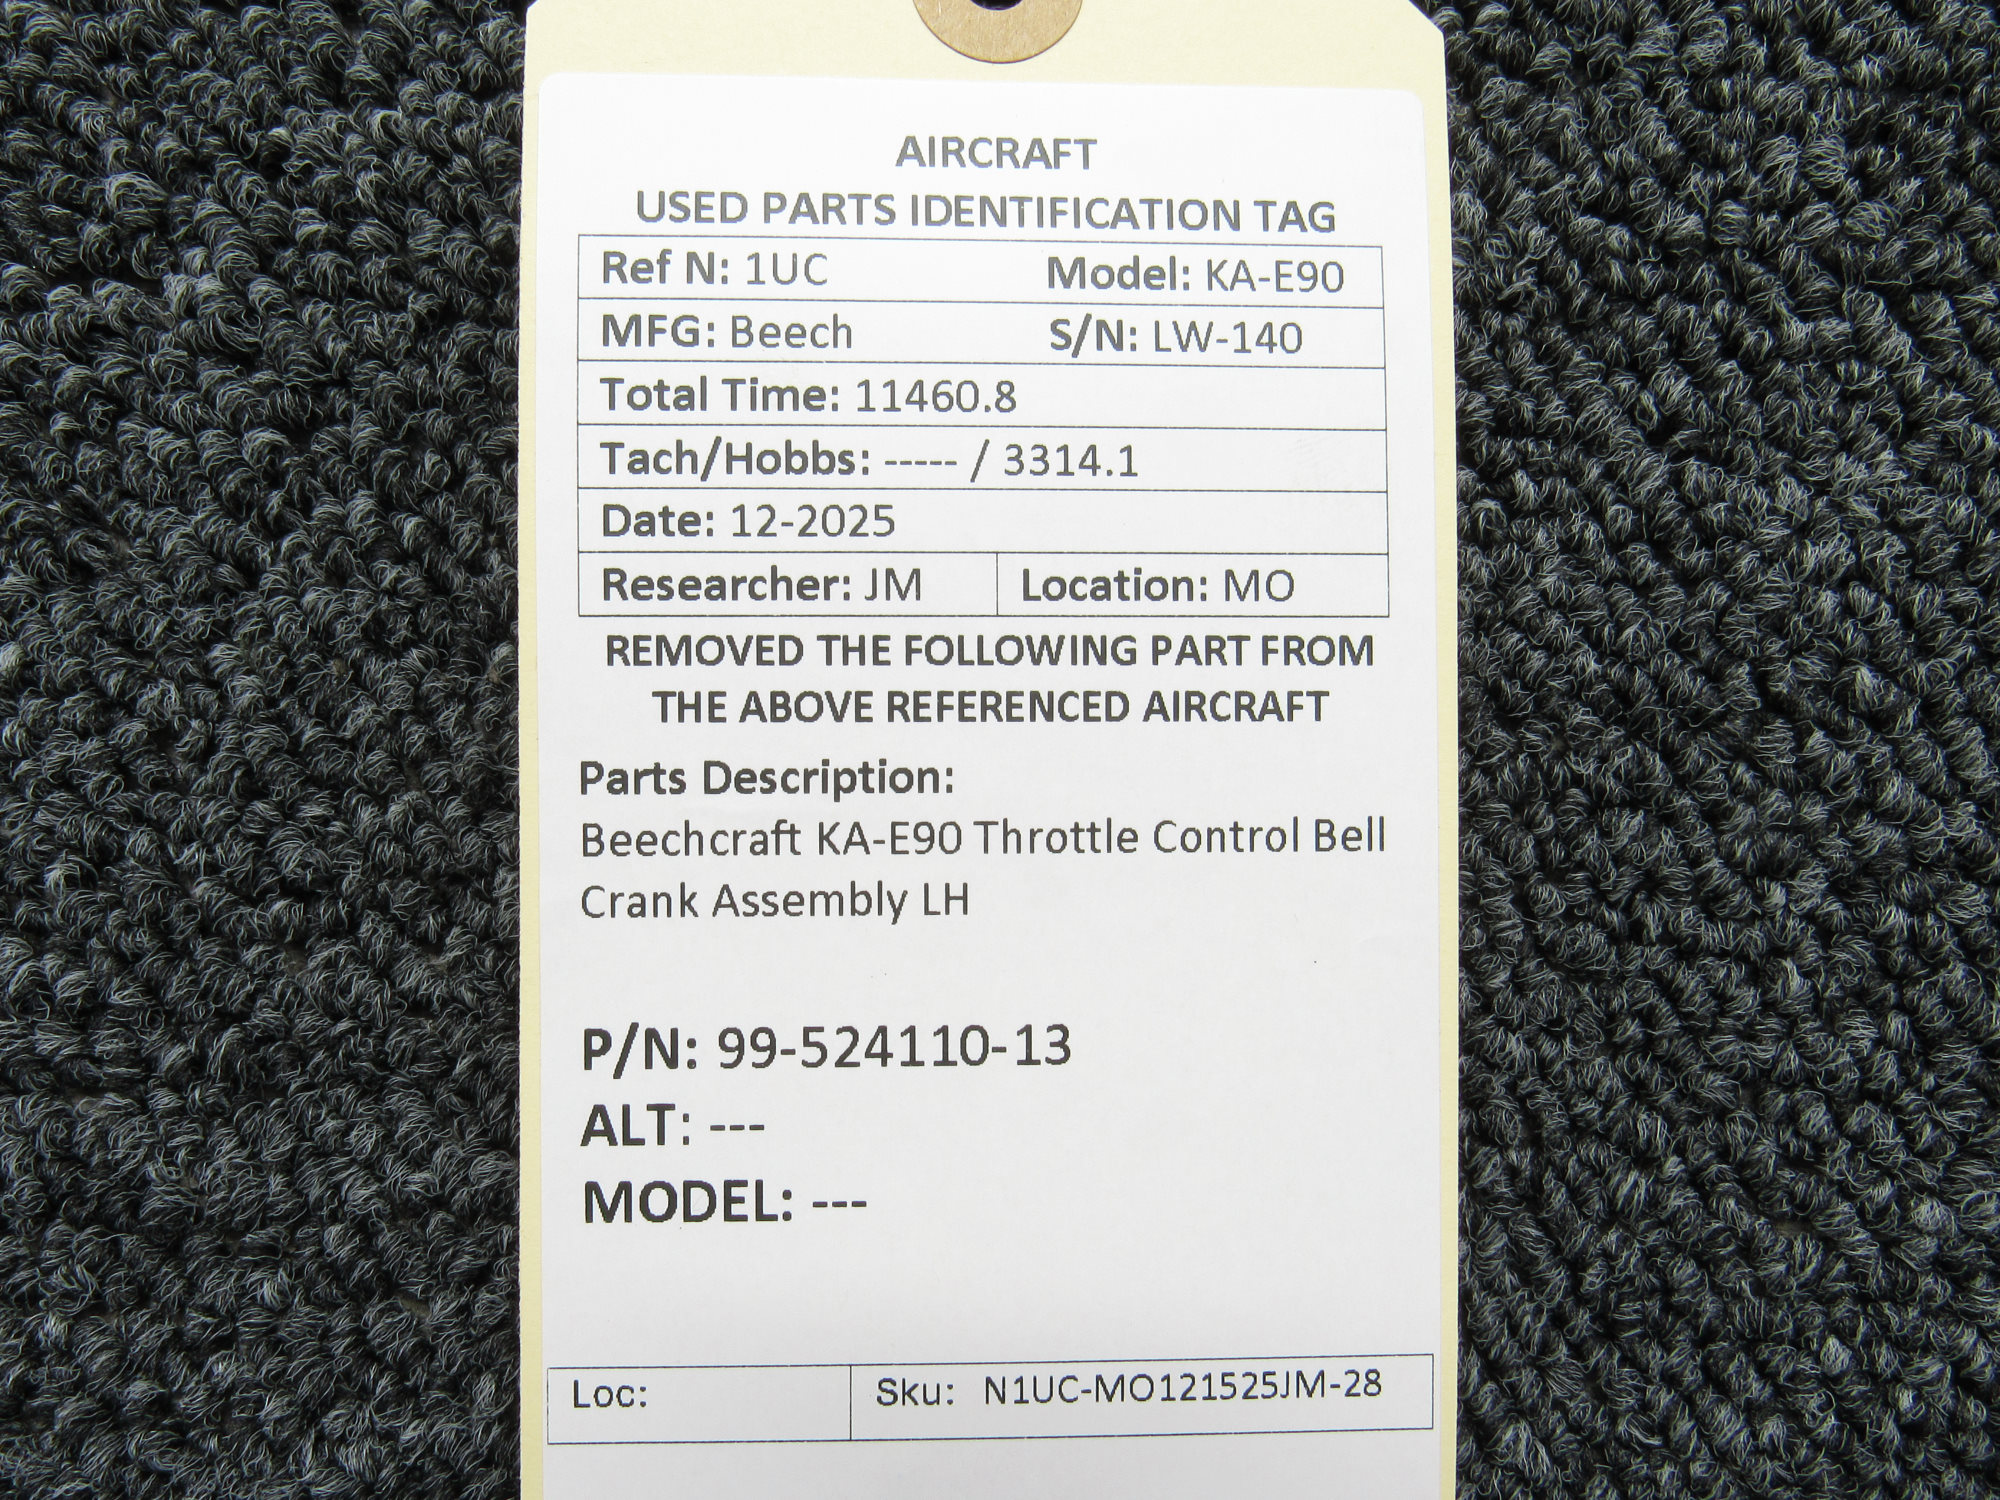 AIRCRAFT
USED PARTS IDENTIFICATION TAG
Ref N: 1UC Model: KA-E90
MFG: Beech S/N: LW-140
Total Time: 11460.8
Tach/Hobbs: ----- / 3314.1
Date: 12-2025
Researcher: JM Location: MO
REMOVED THE FOLLOWING PART FROM
THE ABOVE REFERENCED AIRCRAFT
Parts Description:
Beechcraft KA-E90 Throttle Control Bell
Crank Assembly LH
P/N: 99-524110-13
ALT: ---
MODEL: ---
Loc: Sku: N1UC-MO121525JM-28